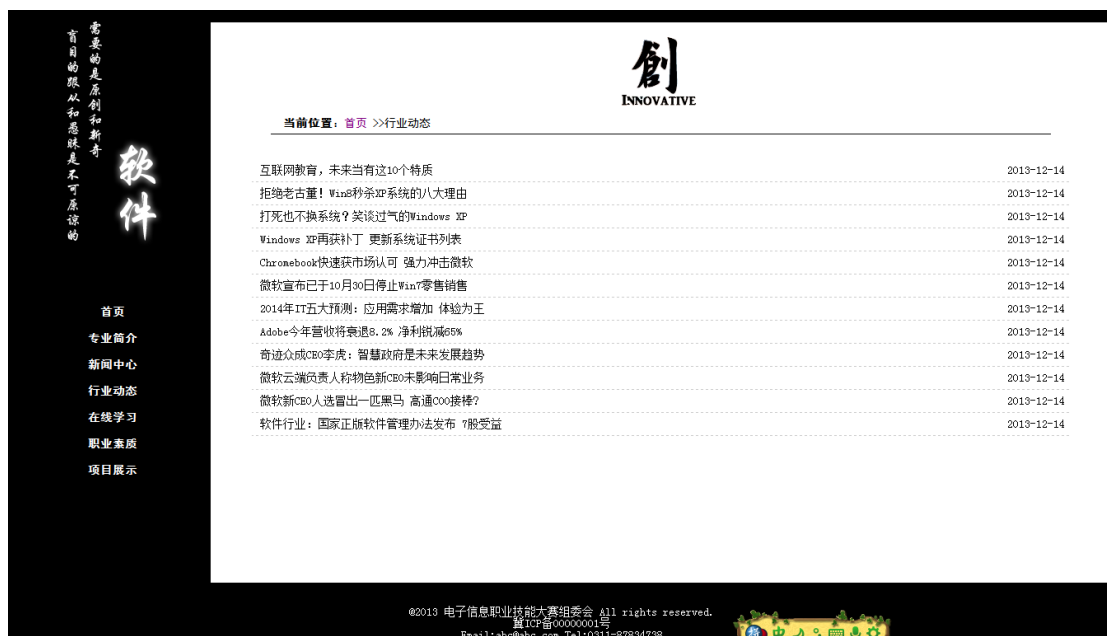 需要的是原创和新奇
盲目的跟从和愚昧是不可原谅的
软件
創
INNOVATIVE
当前位置：首页 >>行业动态
首页
专业简介
新闻中心
行业动态
在线学习
职业素质
项目展示
互联网教育，未来当有这10个特质 2013-12-14
拒绝老古董！Win8秒杀XP系统的八大理由 2013-12-14
打死也不换系统？笑谈过气的Windows XP 2013-12-14
Windows XP再获补丁 更新系统证书列表 2013-12-14
Chromebook快速获市场认可 强力冲击微软 2013-12-14
微软宣布已于10月30日停止Win7零售销售 2013-12-14
2014年IT五大预测：应用需求增加 体验为王 2013-12-14
Adobe今年营收将衰退8.2% 净利锐减65% 2013-12-14
奇迹众成CEO李虎：智慧政府是未来发展趋势 2013-12-14
微软云端负责人称物色新CEO未影响日常业务 2013-12-14
微软新CEO人选冒出一匹黑马 高通COO接棒? 2013-12-14
软件行业：国家正版软件管理办法发布 7股受益 2013-12-14
©2013 电子信息职业技能大赛组委会 All rights reserved.
冀ICP备00000001号
Email:abc@abc.com Tel:0311-87834738